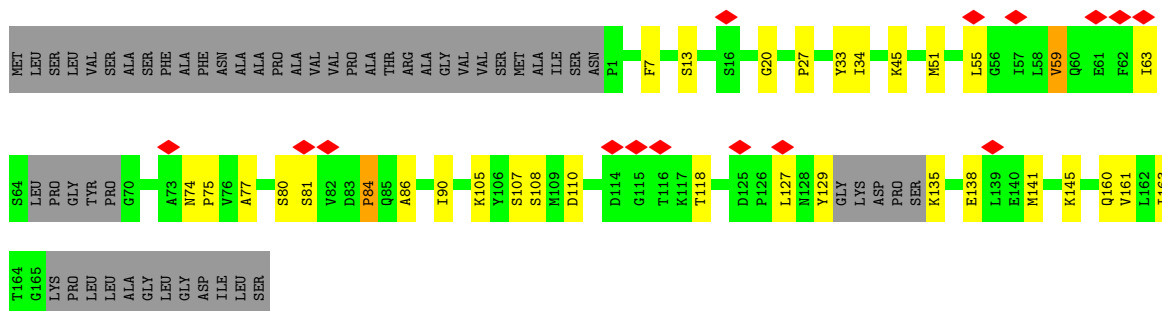 MET LEU SER LEU VAL SER ALA SER PHE ALA PHE ASN ALA ALA ALA PRO ALA VAL VAL PRO ALA THR ARG ALA GLY VAL VAL SER MET ALA ILE SER ASN P1 F7 S13 S16 G20 P27 Y33 I34 K45 M51 L55 G56 I57 L58 V59 Q60 E61 F62 I63
S64 LEU PRO GLY TYR PRO G70 A73 N74 P75 V76 A77 S80 S81 V82 D83 P84 Q85 A86 I90 K105 Y106 S107 S108 M109 D110 D114 G115 T116 K117 T118 D125 P126 L127 N128 Y129 GLY LYS ASP PRO SER K135 E138 L139 E140 M141 K145 Q160 V161 L162
T164 G165 LYS PRO LEU LEU ALA GLY LEU GLY ASP ILE LEU SER